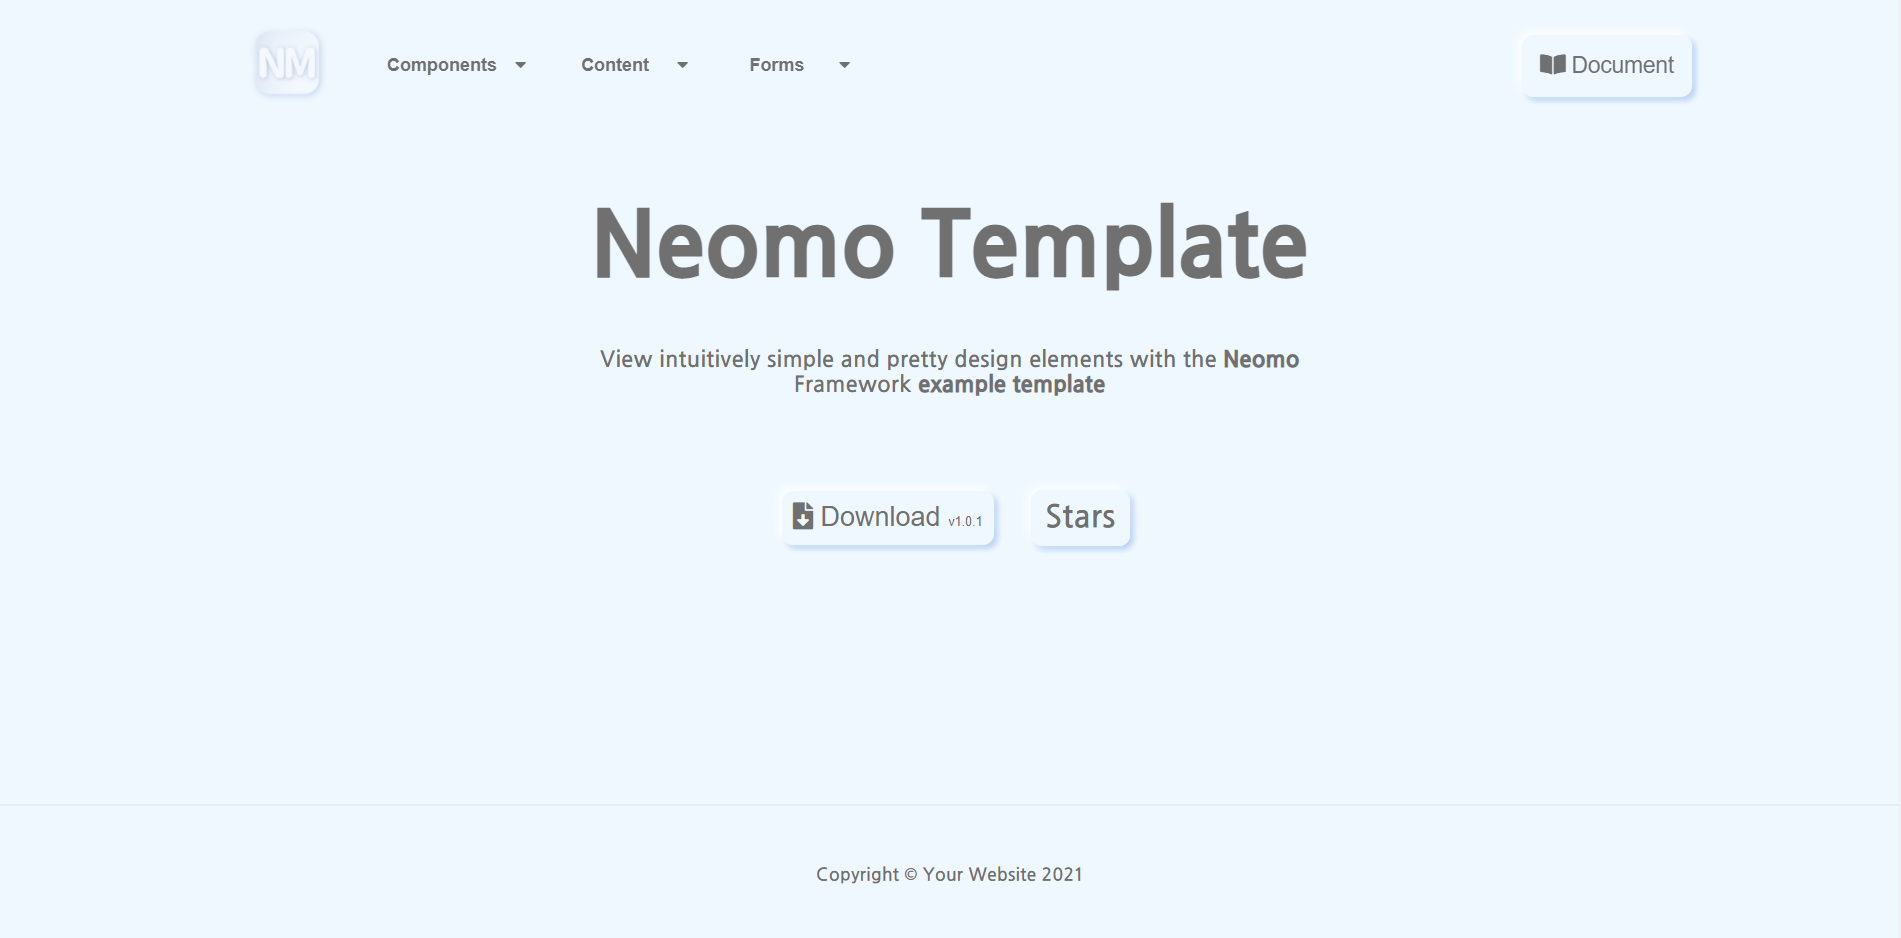 NM
Components
Content
Forms
Document
Neomo Template
View intuitively simple and pretty design elements with the Neomo
Framework example template
Download v1.0.1
Stars
Copyright © Your Website 2021